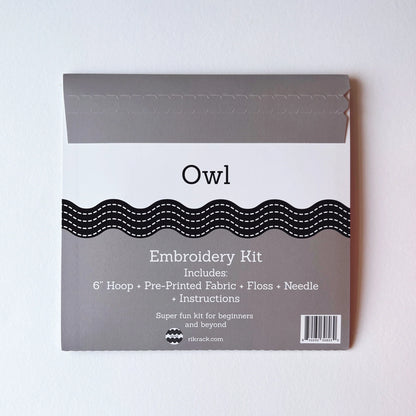 Owl
Embroidery Kit
Includes:
6" Hoop + Pre-Printed Fabric + Floss + Needle
+ Instructions
Super fun kit for beginners
and beyond
rikrack.com